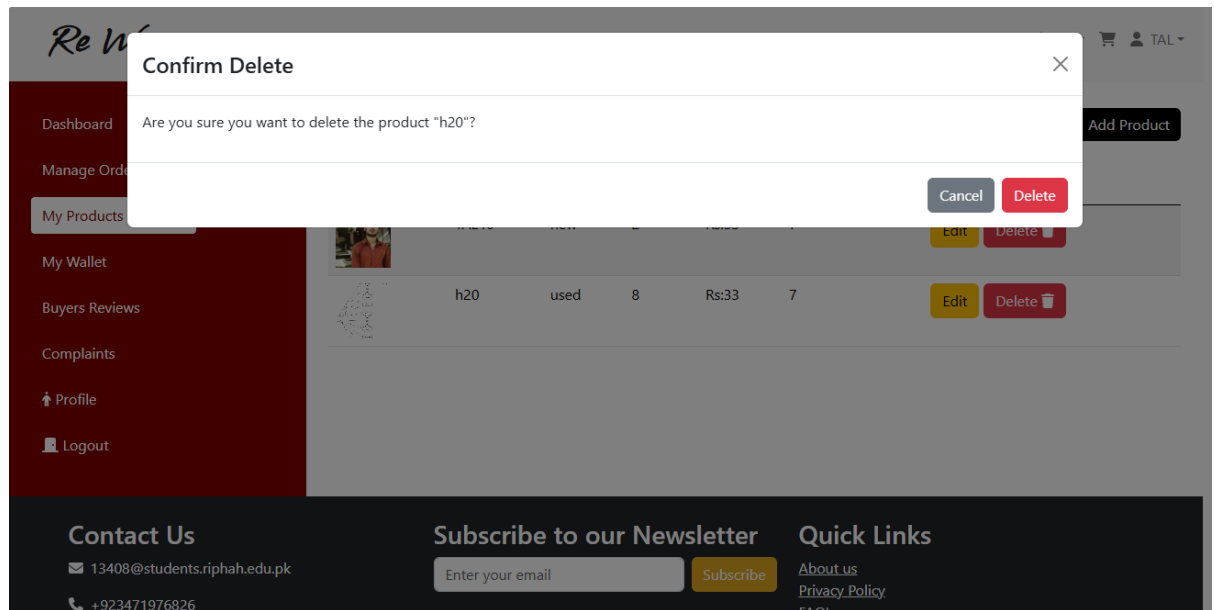 Re W
TAL
Confirm Delete
Are you sure you want to delete the product "h20"?
Cancel Delete
Dashboard
Add Product
Manage Orde
My Products
My Wallet
Buyers Reviews
Complaints
Profile
Logout
Edit Delete
h20 used 8 Rs:33 7 Edit Delete
Contact Us
13408@students.riphah.edu.pk
+923471976826
Subscribe to our Newsletter
Enter your email Subscribe
Quick Links
About us
Privacy Policy